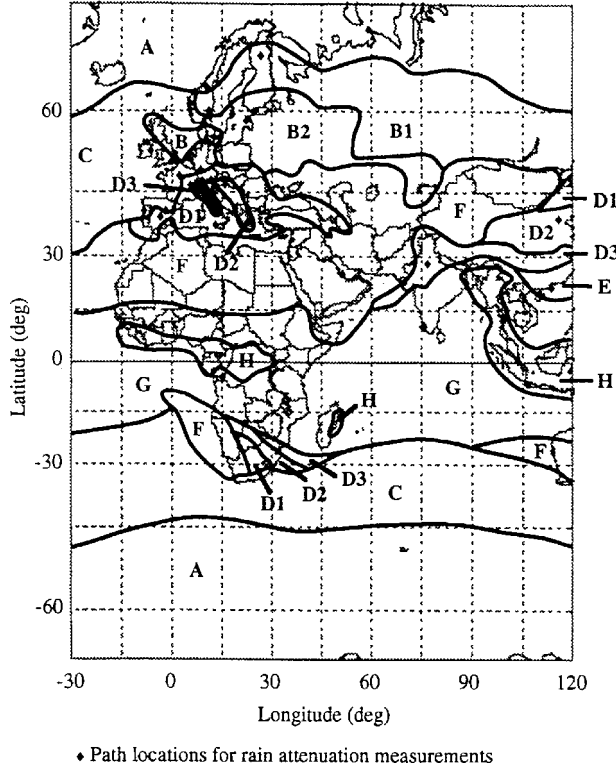 A
60
B
B2
B1
C
D3
D1
F
D1
D2
D2
30
F
D3
E
Latitude (deg)
0
H
H
G
G
H
F
F
-30
D1
D2
D3
C
A
-60
-30
0
30
60
90
120
Longitude (deg)
♦ Path locations for rain attenuation measurements